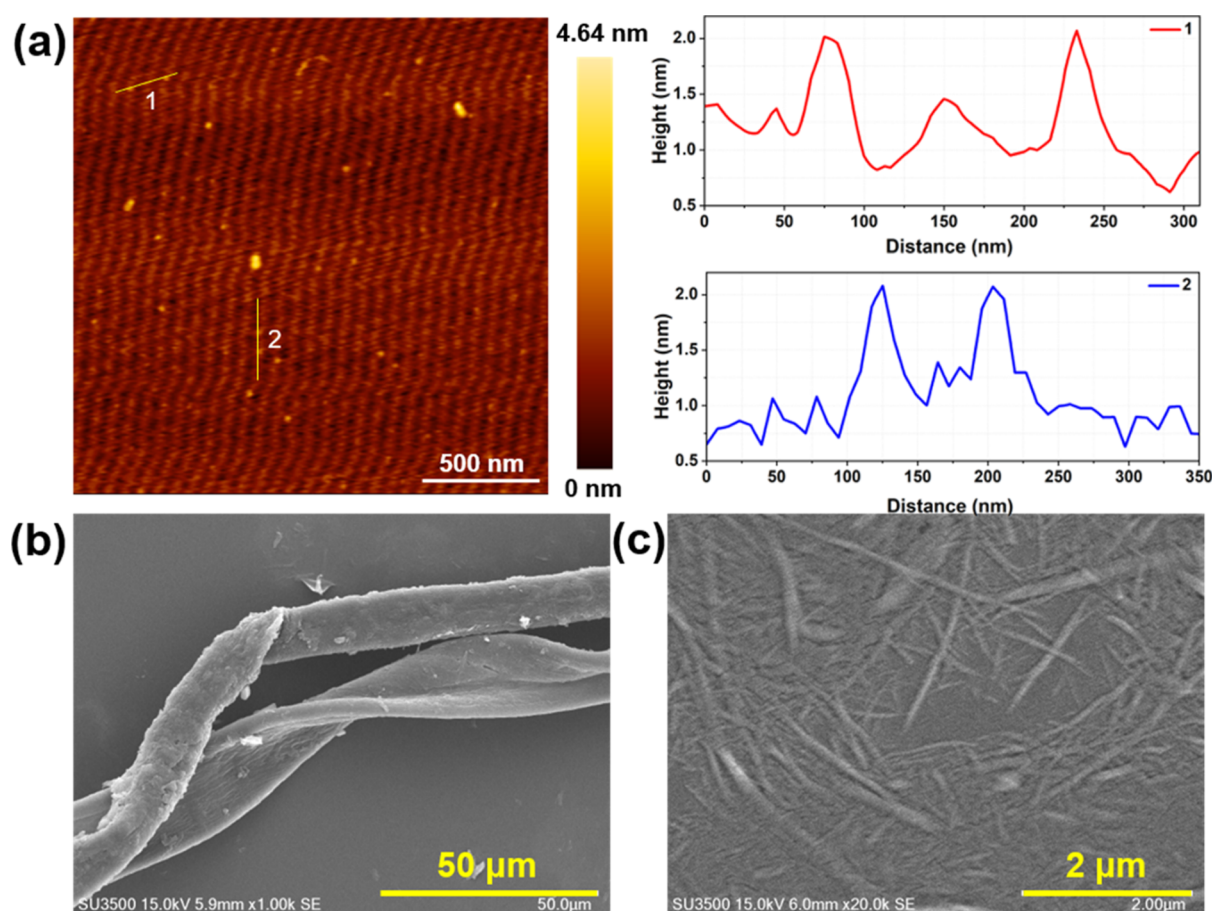 (a)
4.64 nm
0 nm
1
2
500 nm
1
Height (nm)
2.0
1.5
1.0
0.5
0 50 100 150 200 250 300
Distance (nm)
2
Height (nm)
2.0
1.5
1.0
0.5
0 50 100 150 200 250 300 350
Distance (nm)
(b)
50 µm
SU3500 15.0kV 5.9mm x1.00k SE 50.0µm
(c)
2 µm
SU3500 15.0kV 6.0mm x20.0k SE 2.00µm